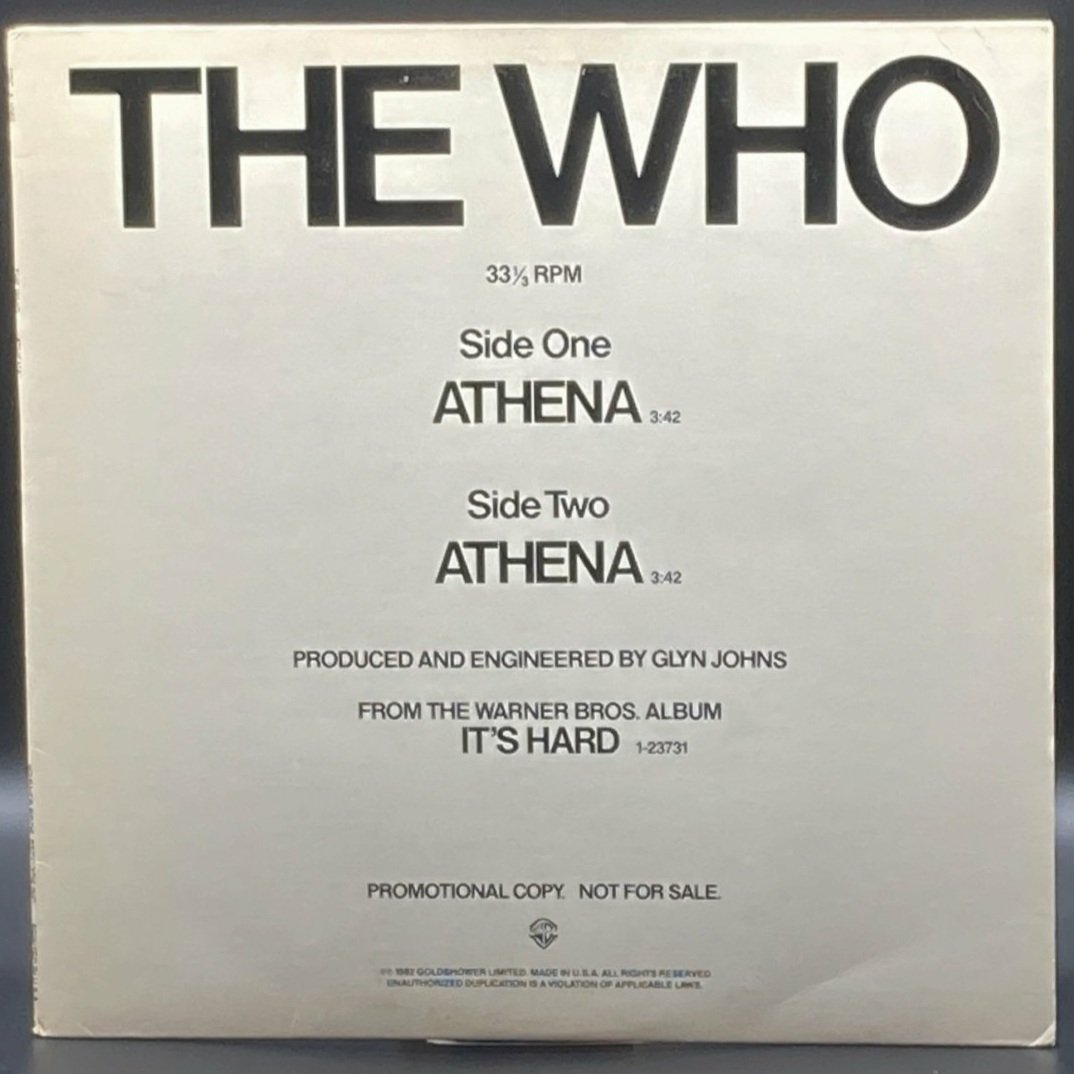 THE WHO
33⅓ RPM
Side One
ATHENA 3:42
Side Two
ATHENA 3:42
PRODUCED AND ENGINEERED BY GLYN JOHNS
FROM THE WARNER BROS. ALBUM
IT'S HARD 1-23731
PROMOTIONAL COPY. NOT FOR SALE.
1982 GOLDSHOWER LIMITED. MADE IN U.S.A. ALL RIGHTS RESERVED
UNAUTHORIZED DUPLICATION IS A VIOLATION OF APPLICABLE LAWS.